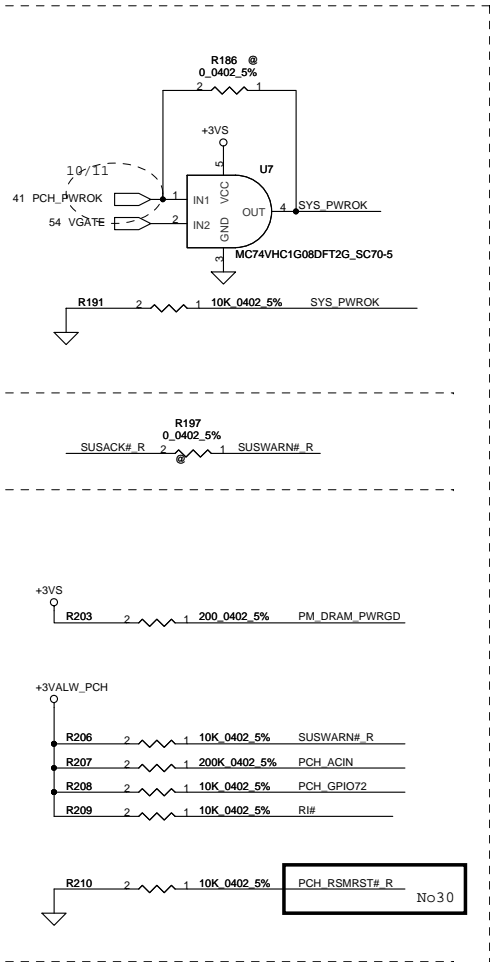 R186 @
0_0402_5%
2 1
+3VS
10/11
U7
5
41 PCH_PWROK 1 IN1 VCC
OUT 4 SYS_PWROK
54 VGATE 2 IN2 GND
3
MC74VHC1G08DFT2G_SC70-5
R191 2 1 10K_0402_5% SYS_PWROK
R197
0_0402_5%
SUSACK#_R 2 1 SUSWARN#_R
@
+3VS
R203 2 1 200_0402_5% PM_DRAM_PWRGD
+3VALW_PCH
R206 2 1 10K_0402_5% SUSWARN#_R
R207 2 1 200K_0402_5% PCH_ACIN
R208 2 1 10K_0402_5% PCH_GPIO72
R209 2 1 10K_0402_5% RI#
R210 2 1 10K_0402_5% PCH_RSMRST#_R
No30